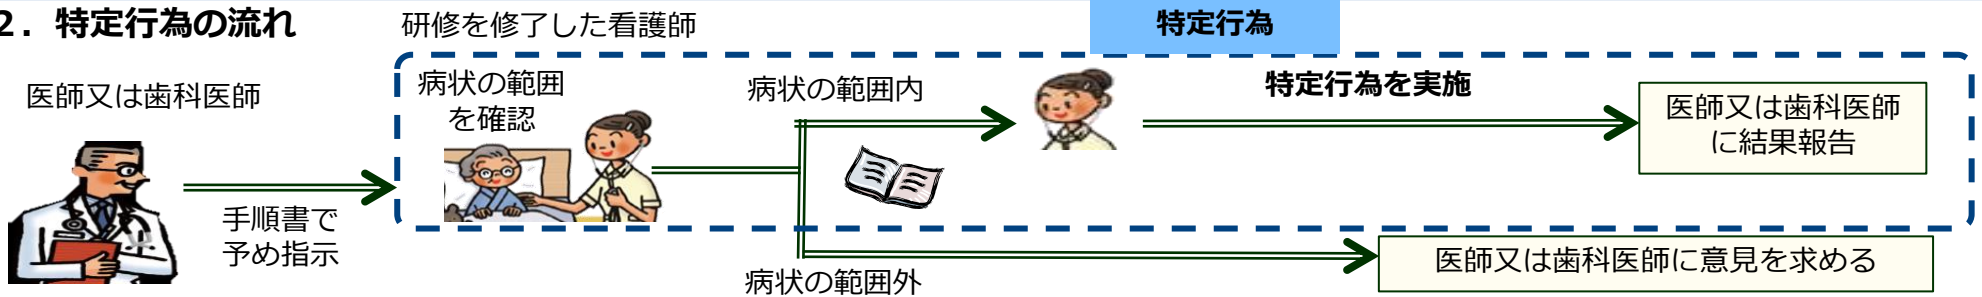 ２．特定行為の流れ
研修を修了した看護師
特定行為
医師又は歯科医師
手順書で
予め指示
病状の範囲
を確認
病状の範囲内
特定行為を実施
医師又は歯科医師
に結果報告
病状の範囲外
医師又は歯科医師に意見を求める